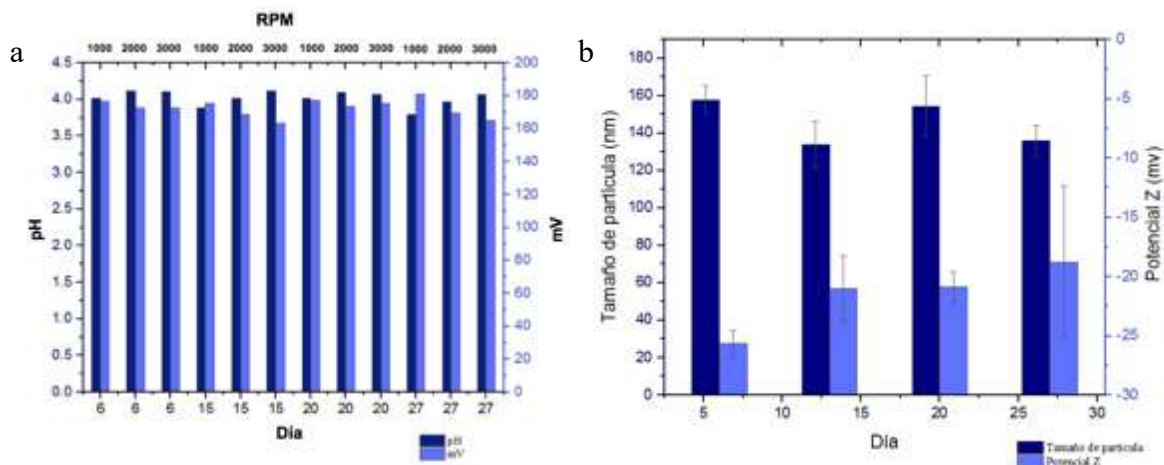 a
RPM
1000 2000 3000 1000 2000 3000 1000 2000 3000 1000 2000 3000
4.5
4.0
3.5
3.0
2.5
2.0
1.5
1.0
0.5
0.0
pH
200
180
160
140
120
100
80
60
40
20
0
mV
6 6 6 15 15 15 20 20 20 27 27 27
Día
pH
mV
b
180
160
140
120
100
80
60
40
20
0
Tamaño de partícula (nm)
0
-5
-10
-15
-20
-25
-30
Potencial Z (mv)
5 10 15 20 25 30
Día
Tamaño de partícula
Potencial Z